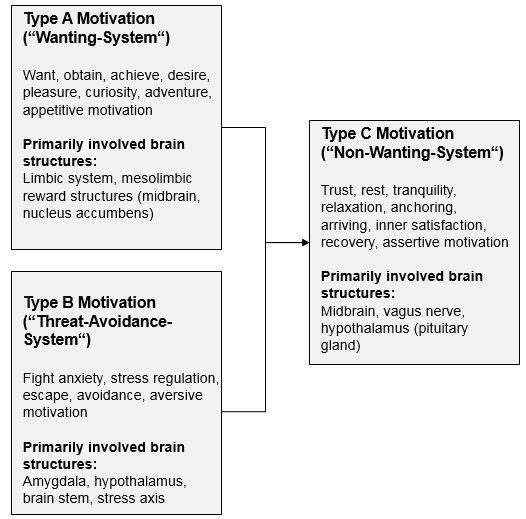 Type A Motivation
(“Wanting-System“)
Want, obtain, achieve, desire,
pleasure, curiosity, adventure,
appetitive motivation
Primarily involved brain
structures:
Limbic system, mesolimbic
reward structures (midbrain,
nucleus accumbens)
Type B Motivation
(“Threat-Avoidance-
System“)
Fight anxiety, stress regulation,
escape, avoidance, aversive
motivation
Primarily involved brain
structures:
Amygdala, hypothalamus,
brain stem, stress axis
Type C Motivation
(“Non-Wanting-System“)
Trust, rest, tranquility,
relaxation, anchoring,
arriving, inner satisfaction,
recovery, assertive motivation
Primarily involved brain
structures:
Midbrain, vagus nerve,
hypothalamus (pituitary
gland)